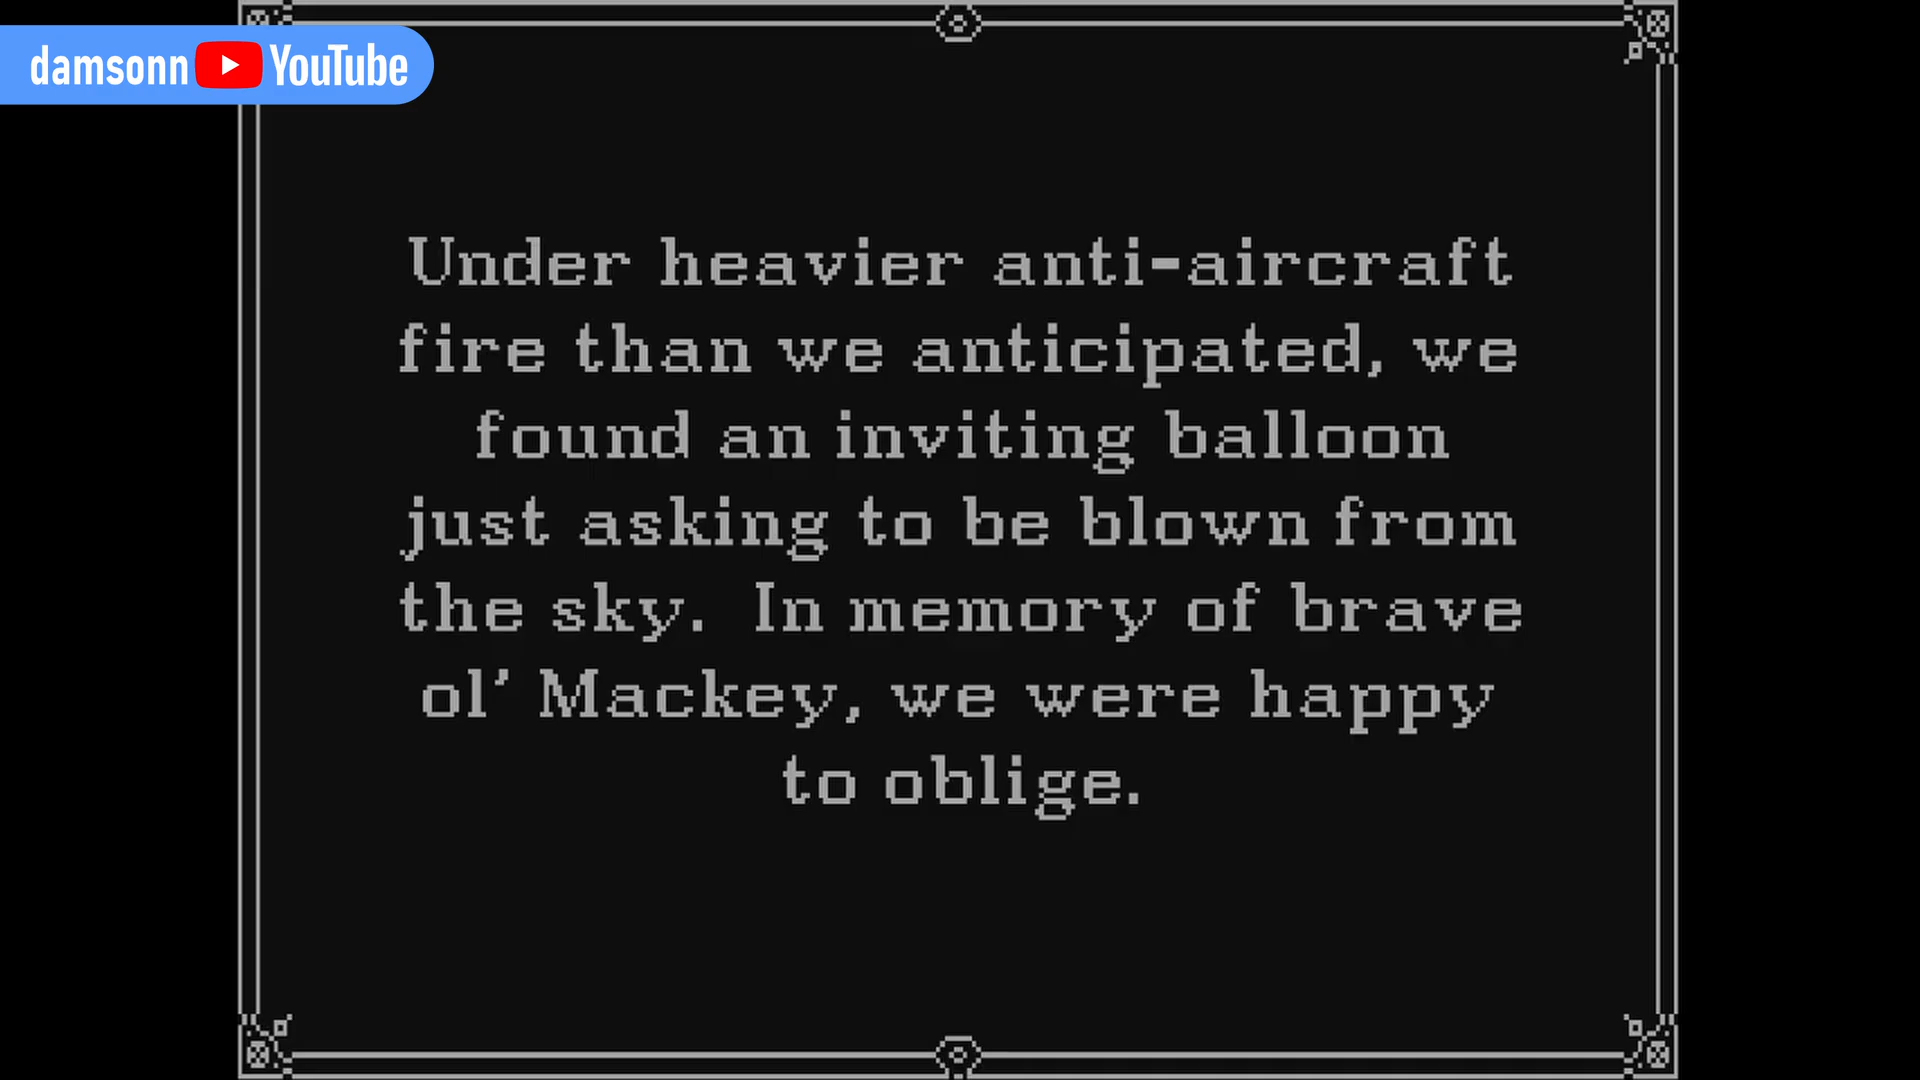 damsonn YouTube
Under heavier anti-aircraft
fire than we anticipated, we
found an inviting balloon
just asking to be blown from
the sky.  In memory of brave
ol' Mackey, we were happy
to oblige.